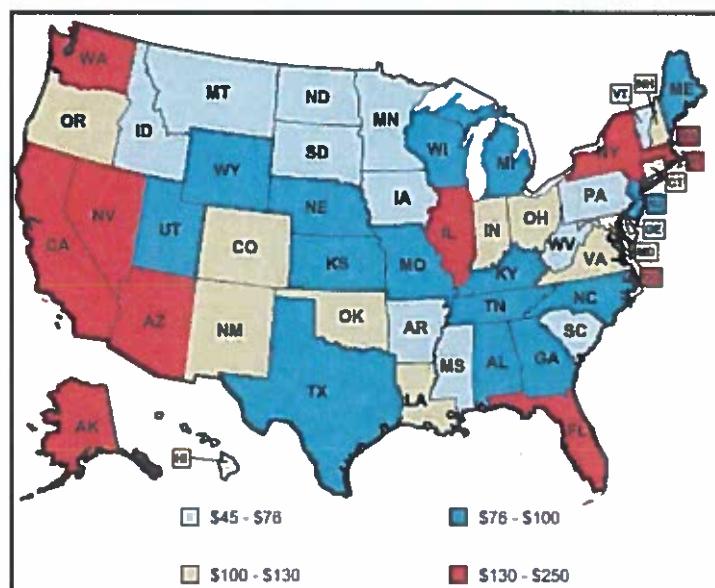 WA
MT
ND
MN
VT
NH
ME
OR
ID
SD
WI
MI
NY
WY
IA
PA
CT
NE
NV
UT
IL
IN
OH
DE
CA
CO
WV
MD
KS
MO
KY
VA
TN
NC
AZ
NM
OK
AR
SC
MS
AL
GA
TX
LA
AK
FL
HI
$45 - $76
$76 - $100
$100 - $130
$130 - $250